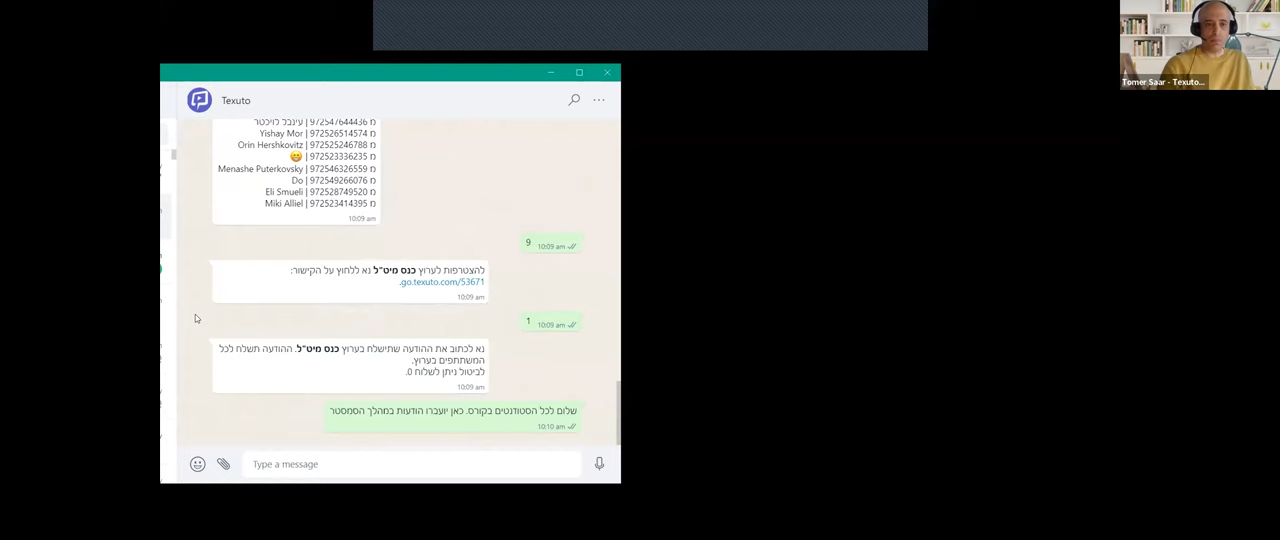 Tomer Saar - Texuto...
Texuto
מ 972547644436 | ענבל לויכטר
מ 972526514574 | Yishay Mor
מ 972525246788 | Orin Hershkovitz
מ 972523336235 | 😁
מ 972546326559 | Menashe Puterkovsky
מ 972549266076 | Do
מ 972528749520 | Eli Smueli
מ 972523414395 | Miki Alliel
10:09 am
9
10:09 am
להצטרפות לערוץ כנס מיט"ל נא ללחוץ על הקישור:
go.texuto.com/53671.
10:09 am
1
10:09 am
נא לכתוב את ההודעה שתישלח בערוץ כנס מיט"ל. ההודעה תשלח לכל
המשתתפים בערוץ.
לביטול ניתן לשלוח 0.
10:09 am
שלום לכל הסטודנטים בקורס. כאן יועברו הודעות במהלך הסמסטר
10:10 am
Type a message